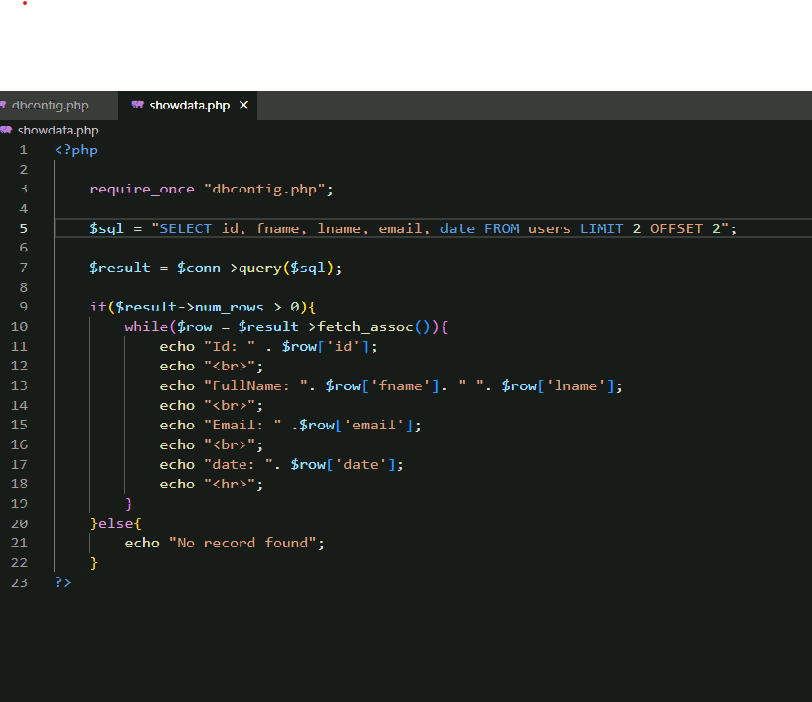 dbconfig.php showdata.php ×
showdata.php
1 <?php
2
3 require_once "dbconfig.php";
4
5 $sql = "SELECT id, fname, lname, email, date FROM users LIMIT 2 OFFSET 2";
6
7 $result = $conn->query($sql);
8
9 if($result->num_rows > 0){
10 while($row = $result->fetch_assoc()){
11 echo "Id: " . $row['id'];
12 echo "<br>";
13 echo "FullName: ". $row['fname']. " ". $row['lname'];
14 echo "<br>";
15 echo "Email: " .$row['email'];
16 echo "<br>";
17 echo "date: ". $row['date'];
18 echo "<hr>";
19 }
20 }else{
21 echo "No record found";
22 }
23 ?>